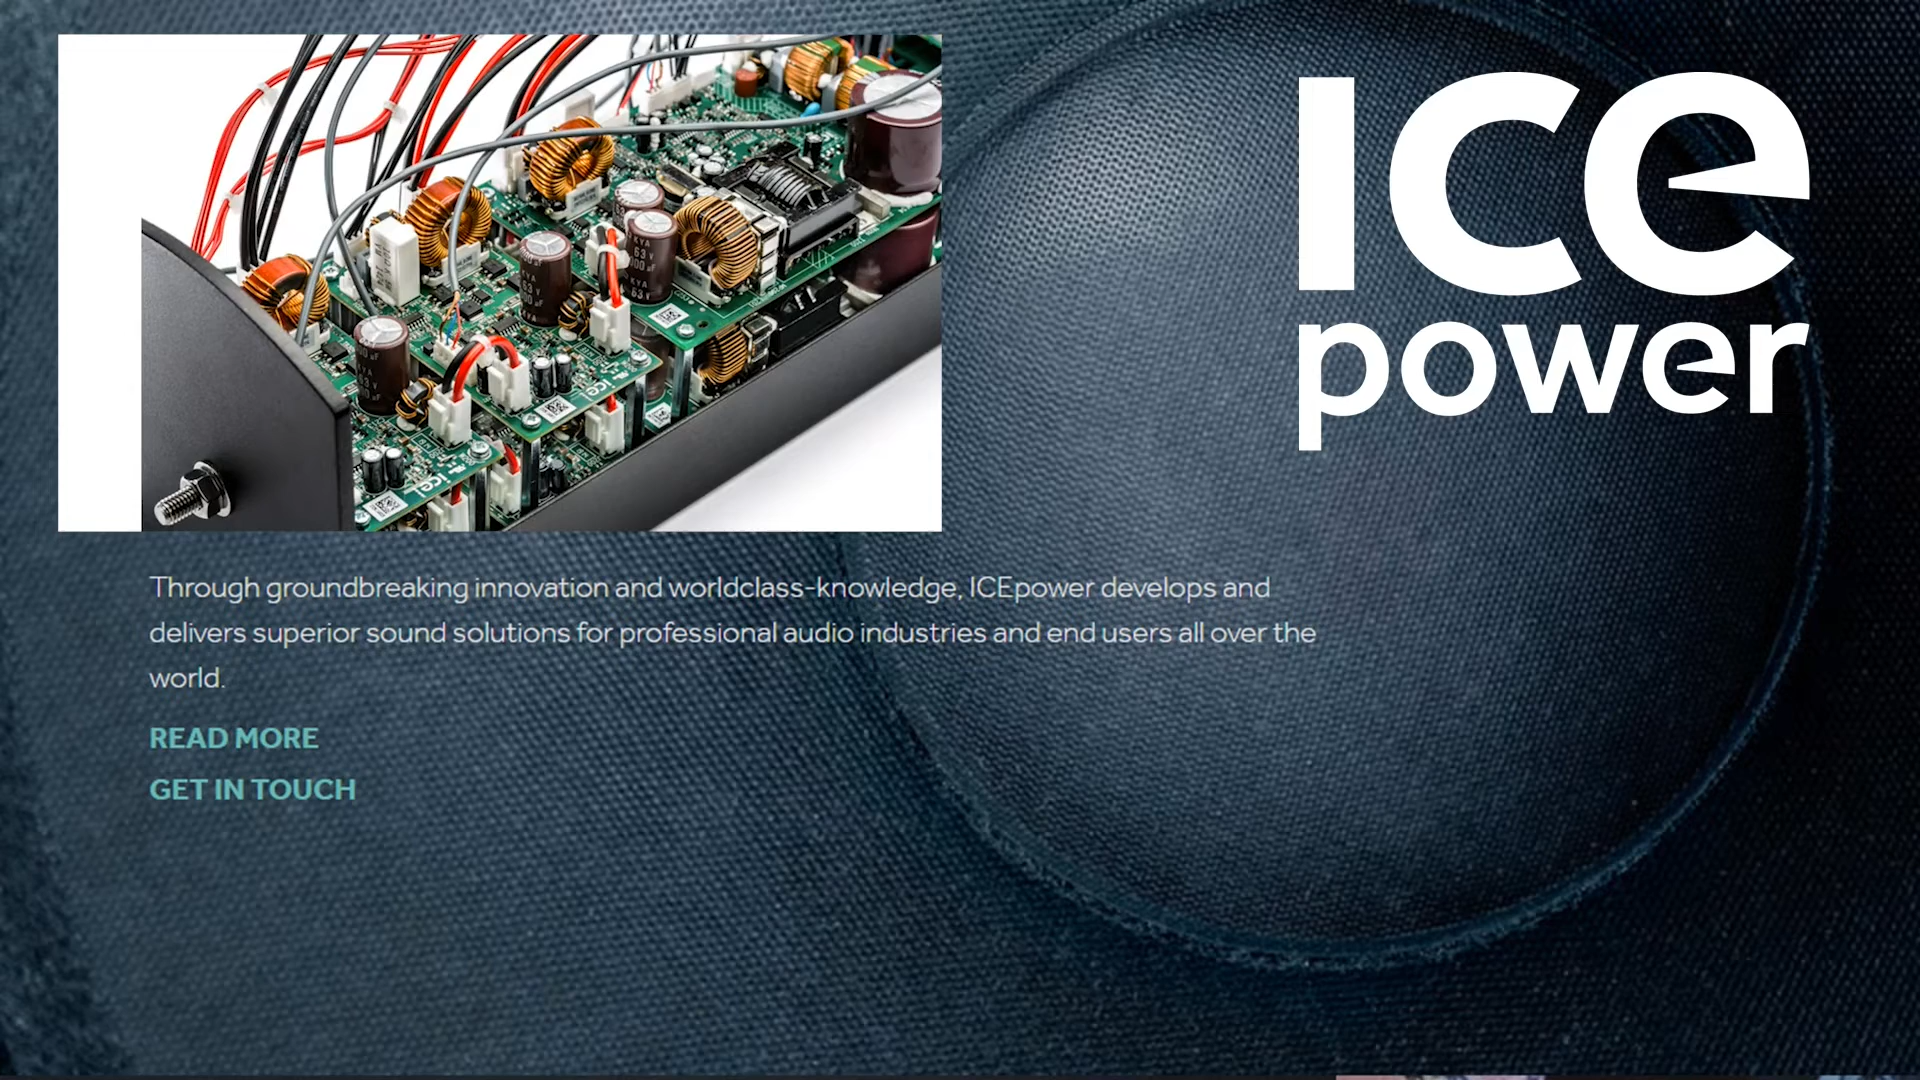 ICe
power
Through groundbreaking innovation and worldclass-knowledge, ICEpower develops and
delivers superior sound solutions for professional audio industries and end users all over the
world.
READ MORE
GET IN TOUCH